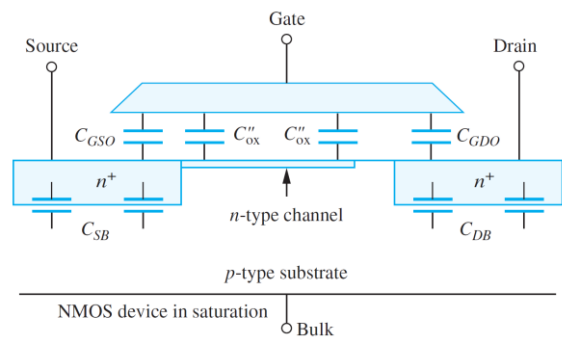 Gate
Source
Drain
C_GSO
C''_ox
C''_ox
C_GDO
n⁺
n⁺
n-type channel
C_SB
C_DB
p-type substrate
NMOS device in saturation
Bulk